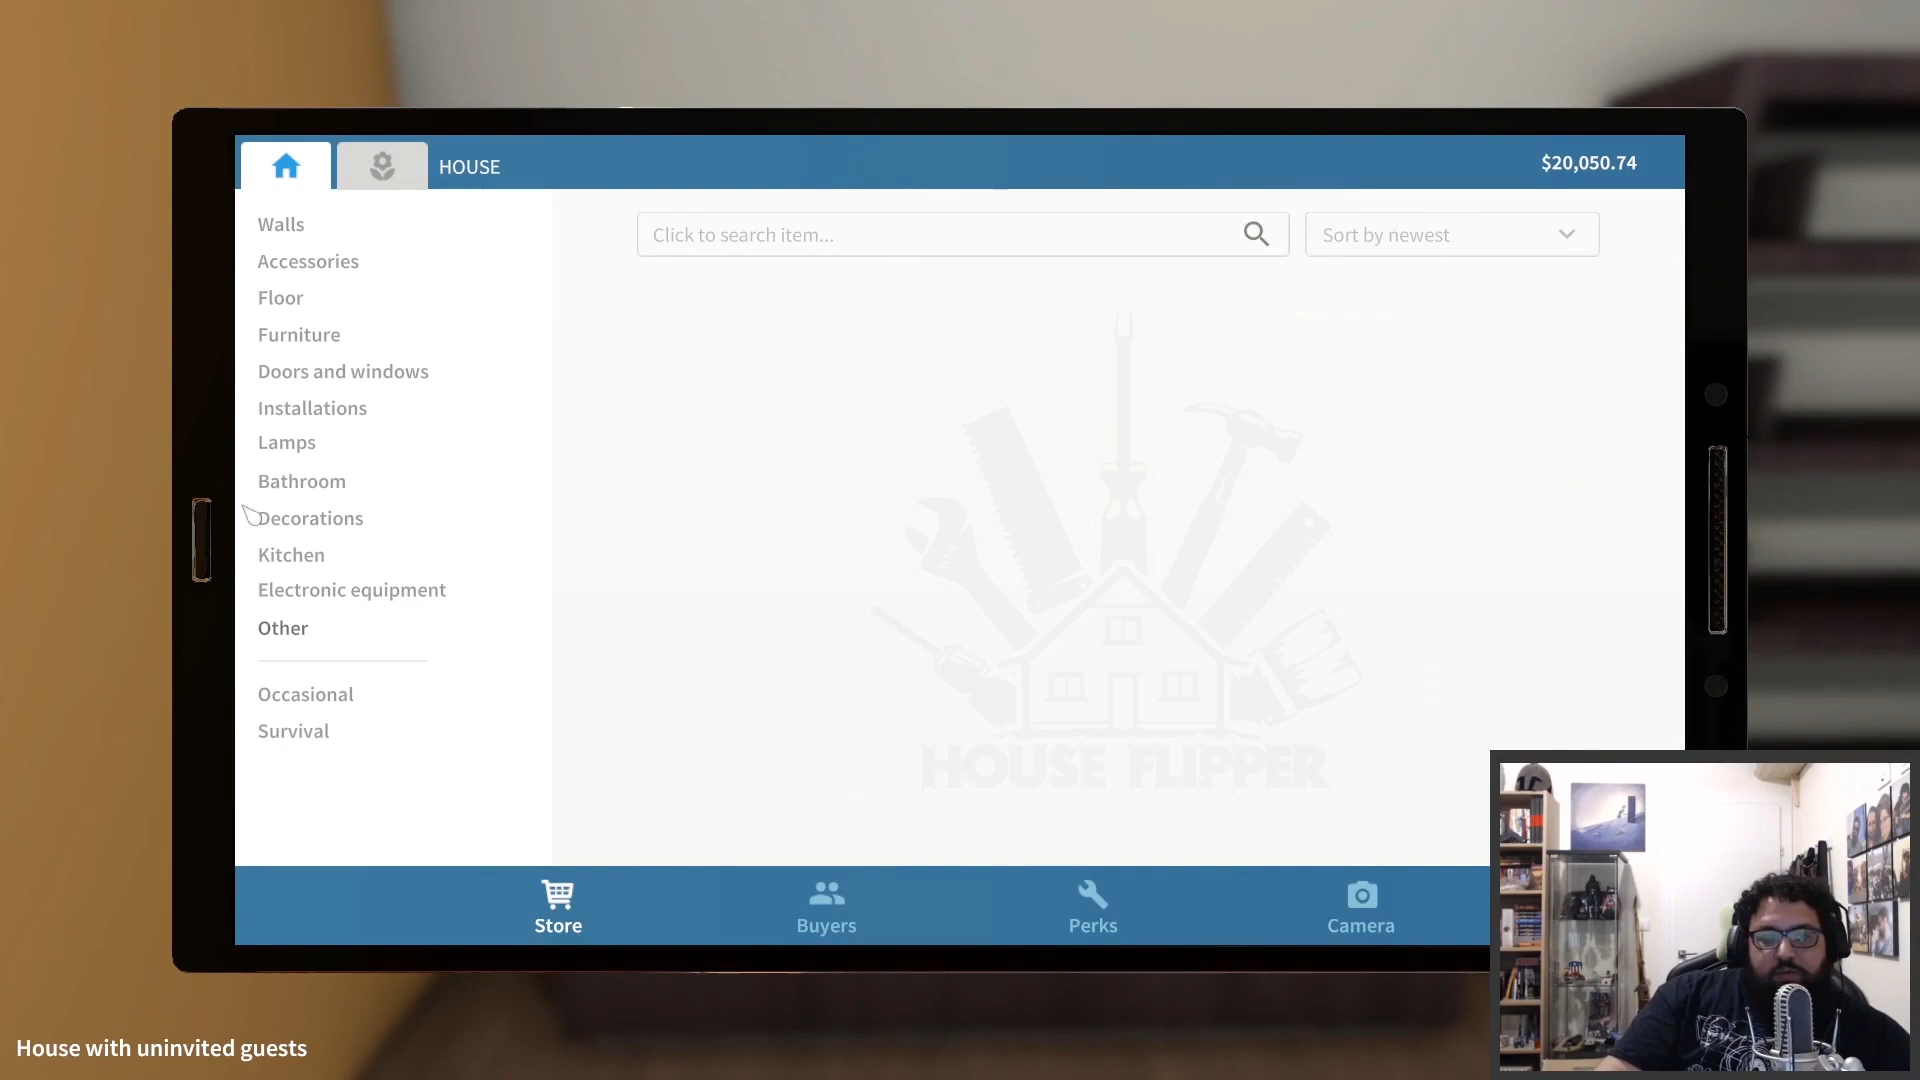 HOUSE
$20,050.74
Walls
Accessories
Floor
Furniture
Doors and windows
Installations
Lamps
Bathroom
Decorations
Kitchen
Electronic equipment
Other
Occasional
Survival
Click to search item...
Sort by newest
HOUSE FLIPPER
Store
Buyers
Perks
Camera
House with uninvited guests